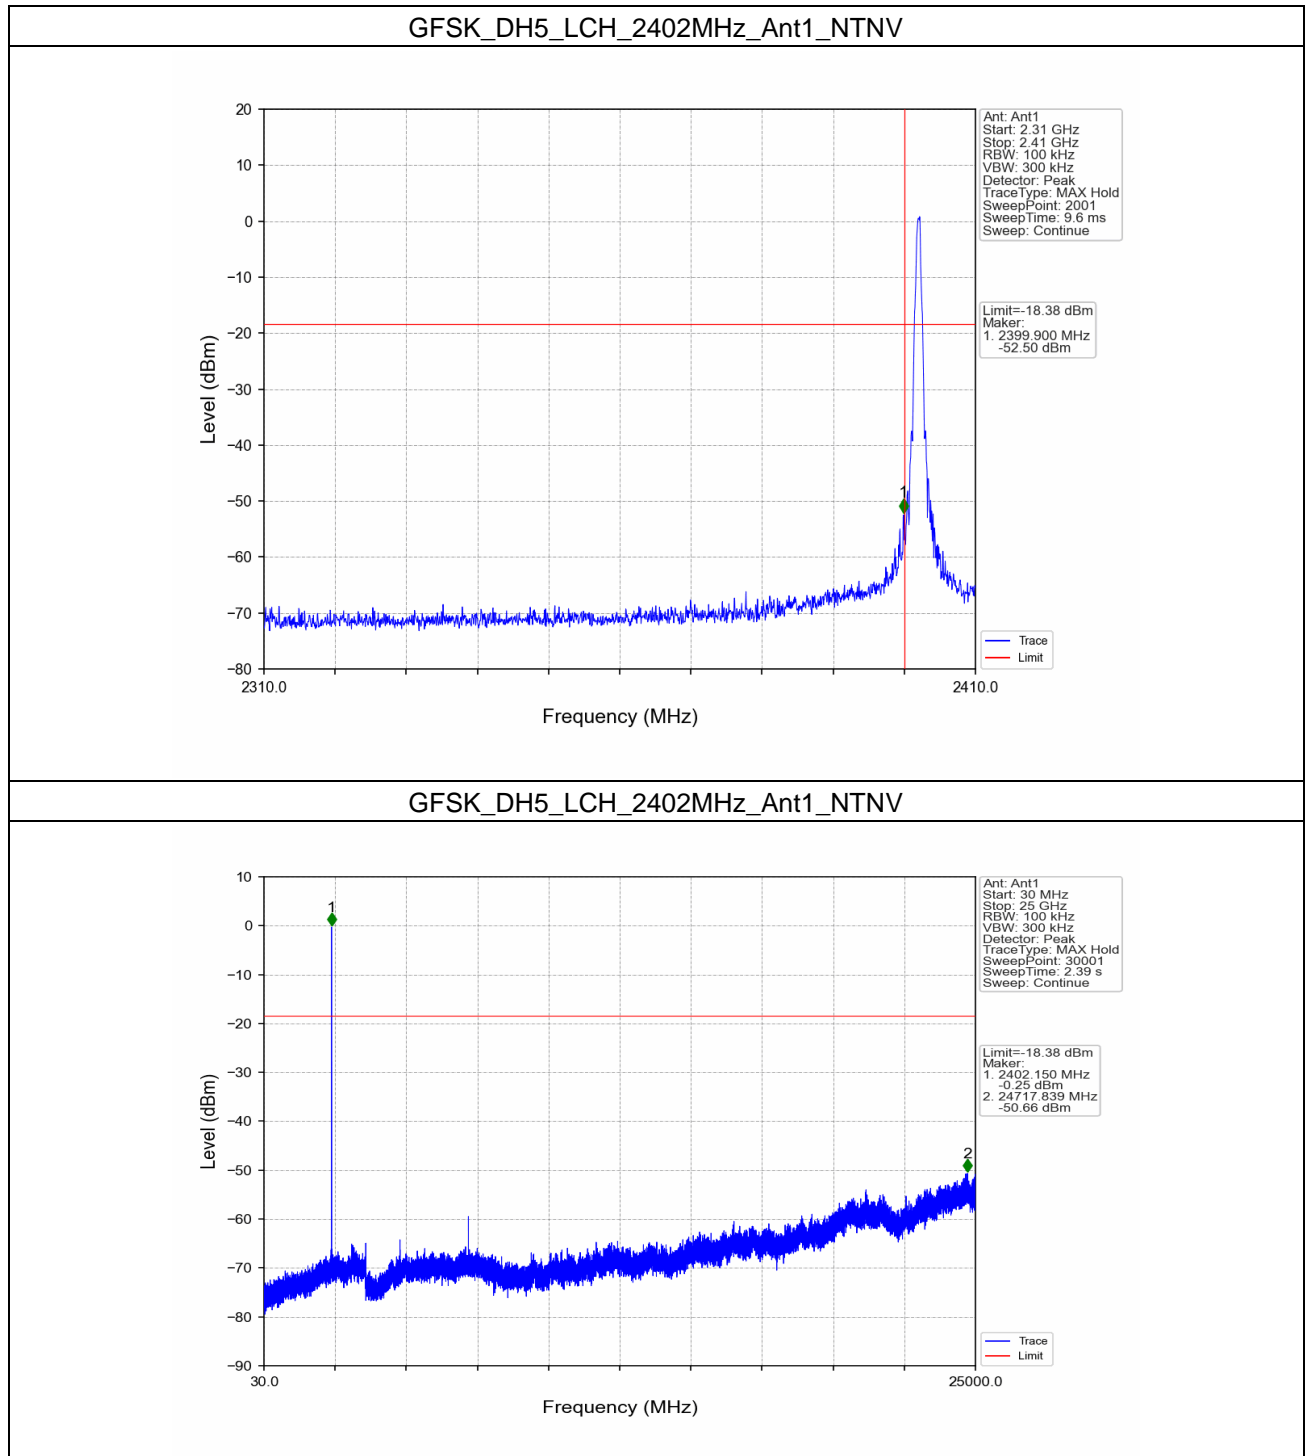 GFSK_DH5_LCH_2402MHz_Ant1_NTNV
20
10
0
−10
−20
−30
−40
−50
−60
−70
−80
Level (dBm)
2310.0
2410.0
Frequency (MHz)
1
Ant: Ant1
Start: 2.31 GHz
Stop: 2.41 GHz
RBW: 100 kHz
VBW: 300 kHz
Detector: Peak
TraceType: MAX Hold
SweepPoint: 2001
SweepTime: 9.6 ms
Sweep: Continue
Limit=-18.38 dBm
Maker:
1. 2399.900 MHz
-52.50 dBm
Trace
Limit
GFSK_DH5_LCH_2402MHz_Ant1_NTNV
10
0
−10
−20
−30
−40
−50
−60
−70
−80
−90
Level (dBm)
30.0
25000.0
Frequency (MHz)
1
2
Ant: Ant1
Start: 30 MHz
Stop: 25 GHz
RBW: 100 kHz
VBW: 300 kHz
Detector: Peak
TraceType: MAX Hold
SweepPoint: 30001
SweepTime: 2.39 s
Sweep: Continue
Limit=-18.38 dBm
Maker:
1. 2402.150 MHz
-0.25 dBm
2. 24717.839 MHz
-50.66 dBm
Trace
Limit